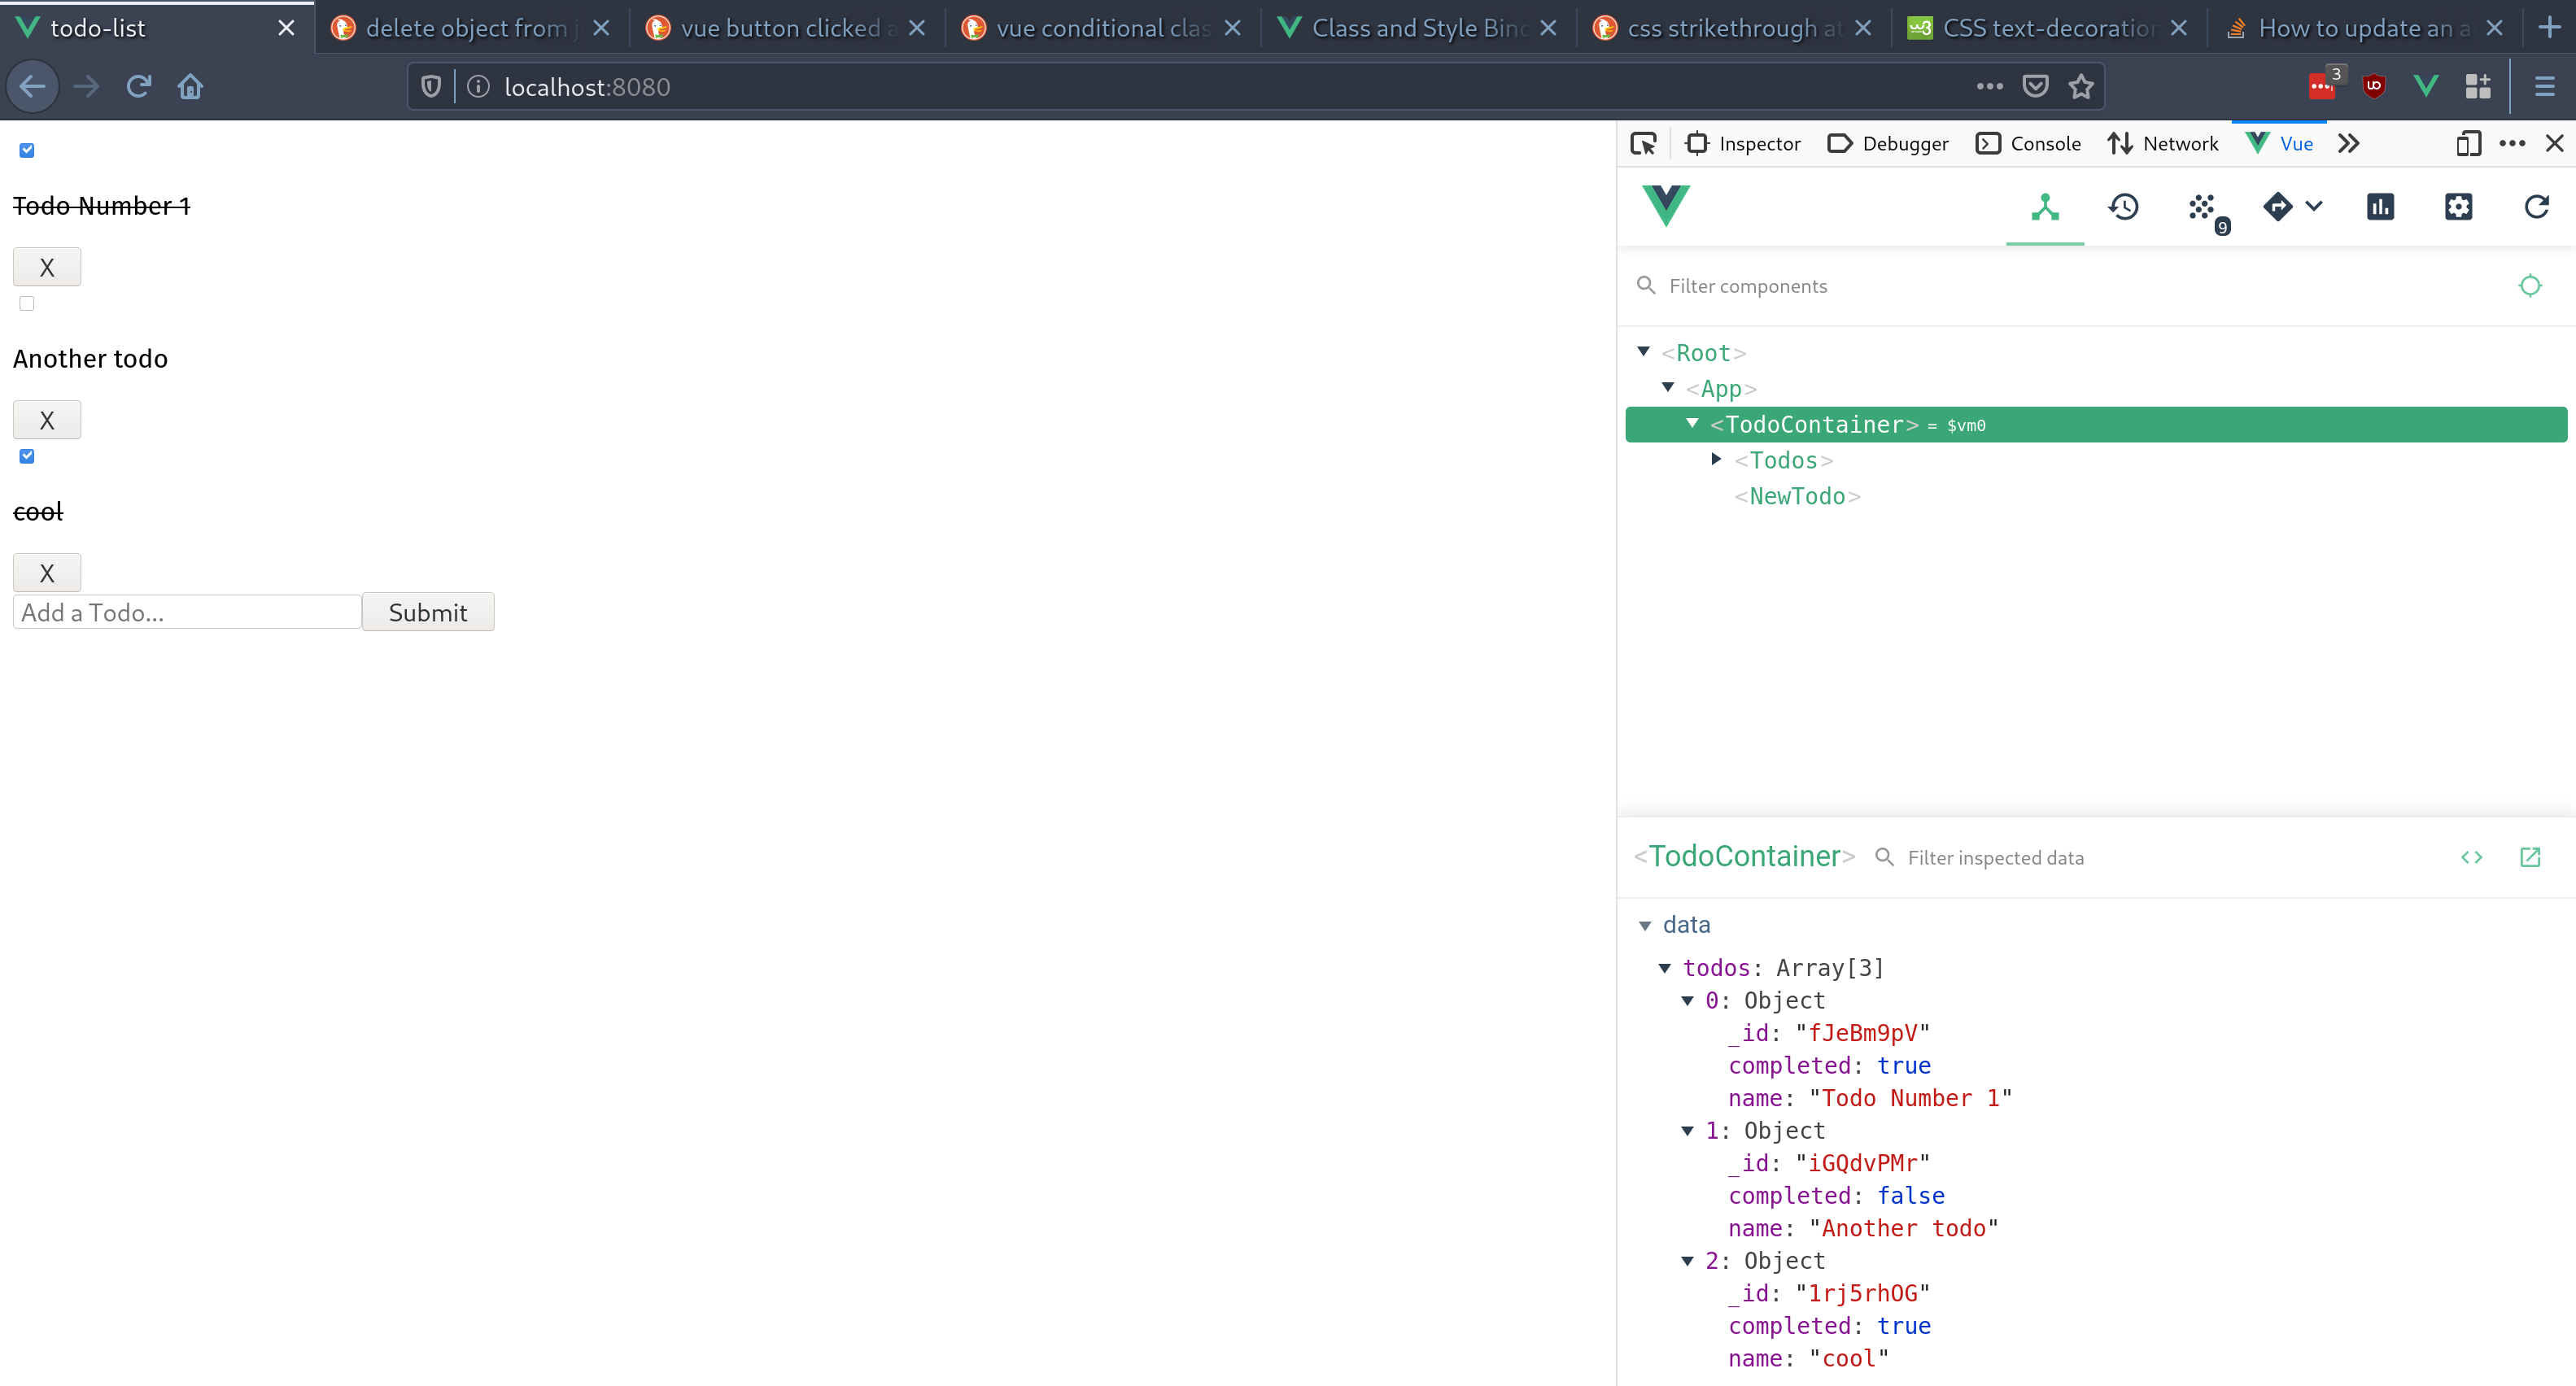 todo-list
delete object from j
vue button clicked a
vue conditional clas
Class and Style Bind
css strikethrough at
CSS text-decoration
How to update an a
localhost:8080
3
Todo Number 1
X
Another todo
X
cool
X
Add a Todo...
Submit
Inspector
Debugger
Console
Network
Vue
9
Filter components
<Root>
<App>
<TodoContainer> = $vm0
<Todos>
<NewTodo>
<TodoContainer>
Filter inspected data
data
todos: Array[3]
0: Object
_id: "fJeBm9pV"
completed: true
name: "Todo Number 1"
1: Object
_id: "iGQdvPMr"
completed: false
name: "Another todo"
2: Object
_id: "1rj5rhOG"
completed: true
name: "cool"